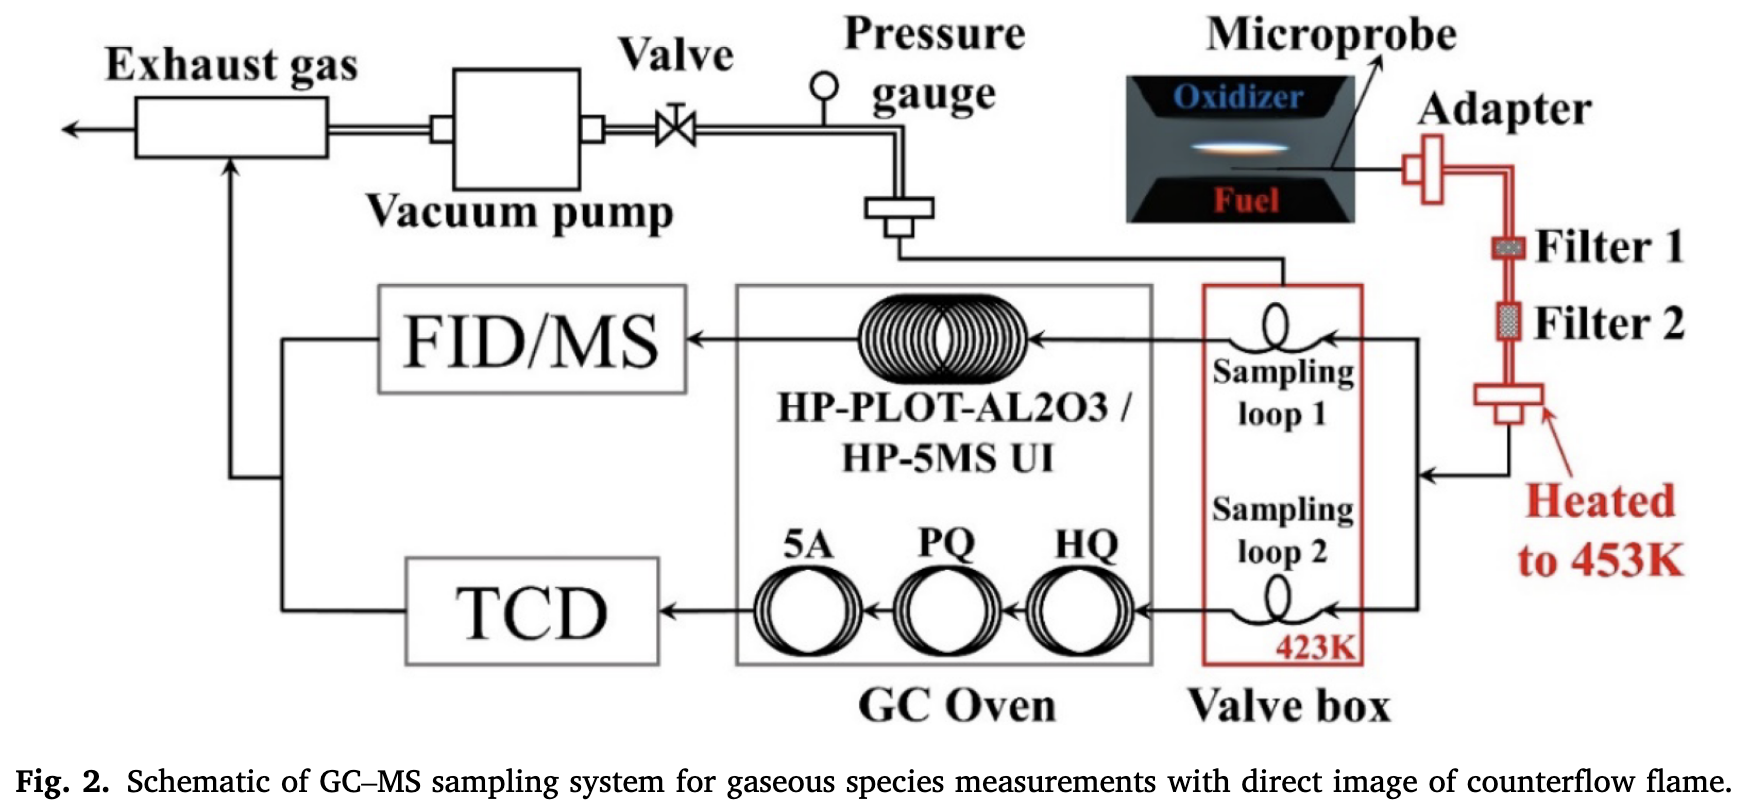 Exhaust gas
Valve
Pressure
gauge
Microprobe
Oxidizer
Fuel
Adapter
Vacuum pump
Filter 1
Filter 2
FID/MS
HP-PLOT-AL2O3 /
HP-5MS UI
Sampling
loop 1
Sampling
loop 2
Heated
to 453K
5A
PQ
HQ
TCD
423K
GC Oven
Valve box
Fig. 2. Schematic of GC–MS sampling system for gaseous species measurements with direct image of counterflow flame.